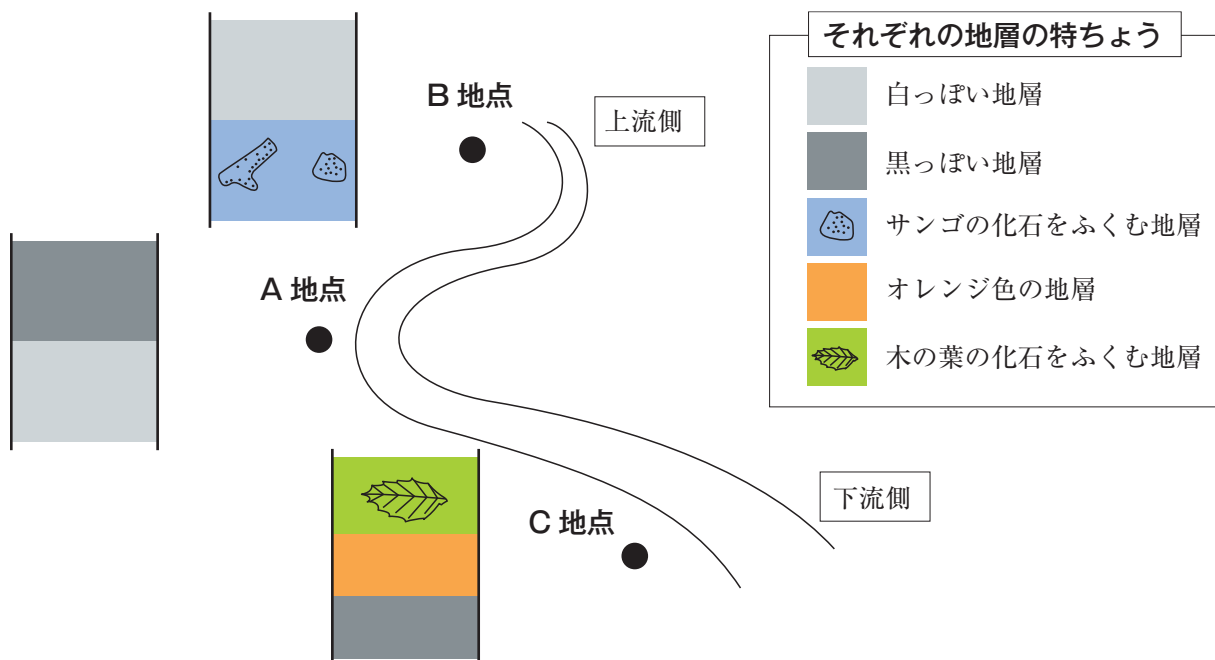 B 地点
上流側
A 地点
C 地点
下流側
それぞれの地層の特ちょう
白っぽい地層
黒っぽい地層
サンゴの化石をふくむ地層
オレンジ色の地層
木の葉の化石をふくむ地層